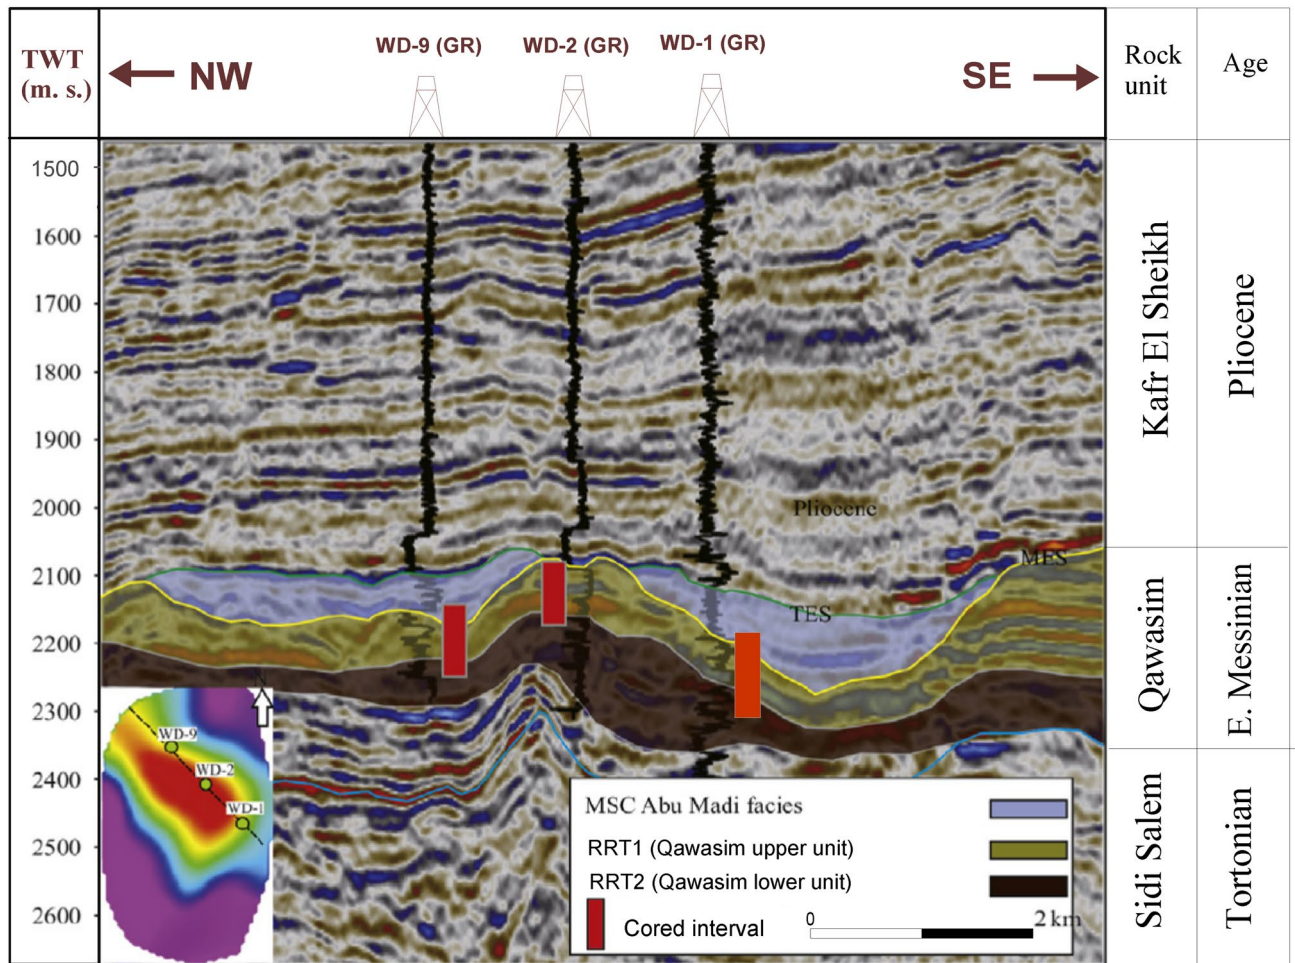 TWT
(m. s.)
NW
WD-9 (GR)
WD-2 (GR)
WD-1 (GR)
SE
Rock
unit
Age
1500
1600
1700
1800
1900
2000
2100
2200
2300
2400
2500
2600
Pliocene
MES
TES
Kafr El Sheikh
Pliocene
Qawasim
E. Messinian
Sidi Salem
Tortonian
WD-9
WD-2
WD-1
MSC Abu Madi facies
RRT1 (Qawasim upper unit)
RRT2 (Qawasim lower unit)
Cored interval
0
2 km